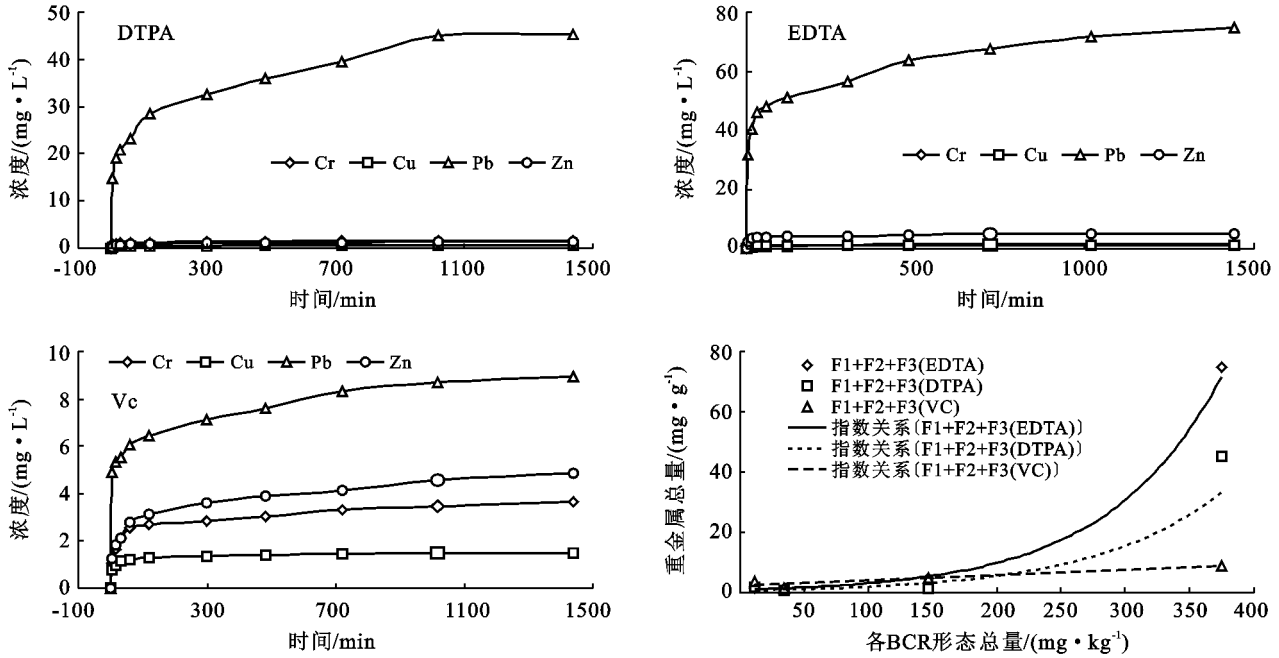 DTPA
50
40
30
20
10
0
浓度/(mg·L⁻¹)
Cr Cu Pb Zn
-100 300 700 1100 1500
时间/min
EDTA
80
60
40
20
0
浓度/(mg·L⁻¹)
Cr Cu Pb Zn
500 1000 1500
时间/min
Vc
10
8
6
4
2
0
浓度/(mg·L⁻¹)
Cr Cu Pb Zn
-100 300 700 1100 1500
时间/min
80
60
40
20
0
重金属总量/(mg·g⁻¹)
F1+F2+F3(EDTA)
F1+F2+F3(DTPA)
F1+F2+F3(VC)
指数关系〔F1+F2+F3(EDTA)〕
指数关系〔F1+F2+F3(DTPA)〕
指数关系〔F1+F2+F3(VC)〕
50 100 150 200 250 300 350 400
各BCR形态总量/(mg·kg⁻¹)